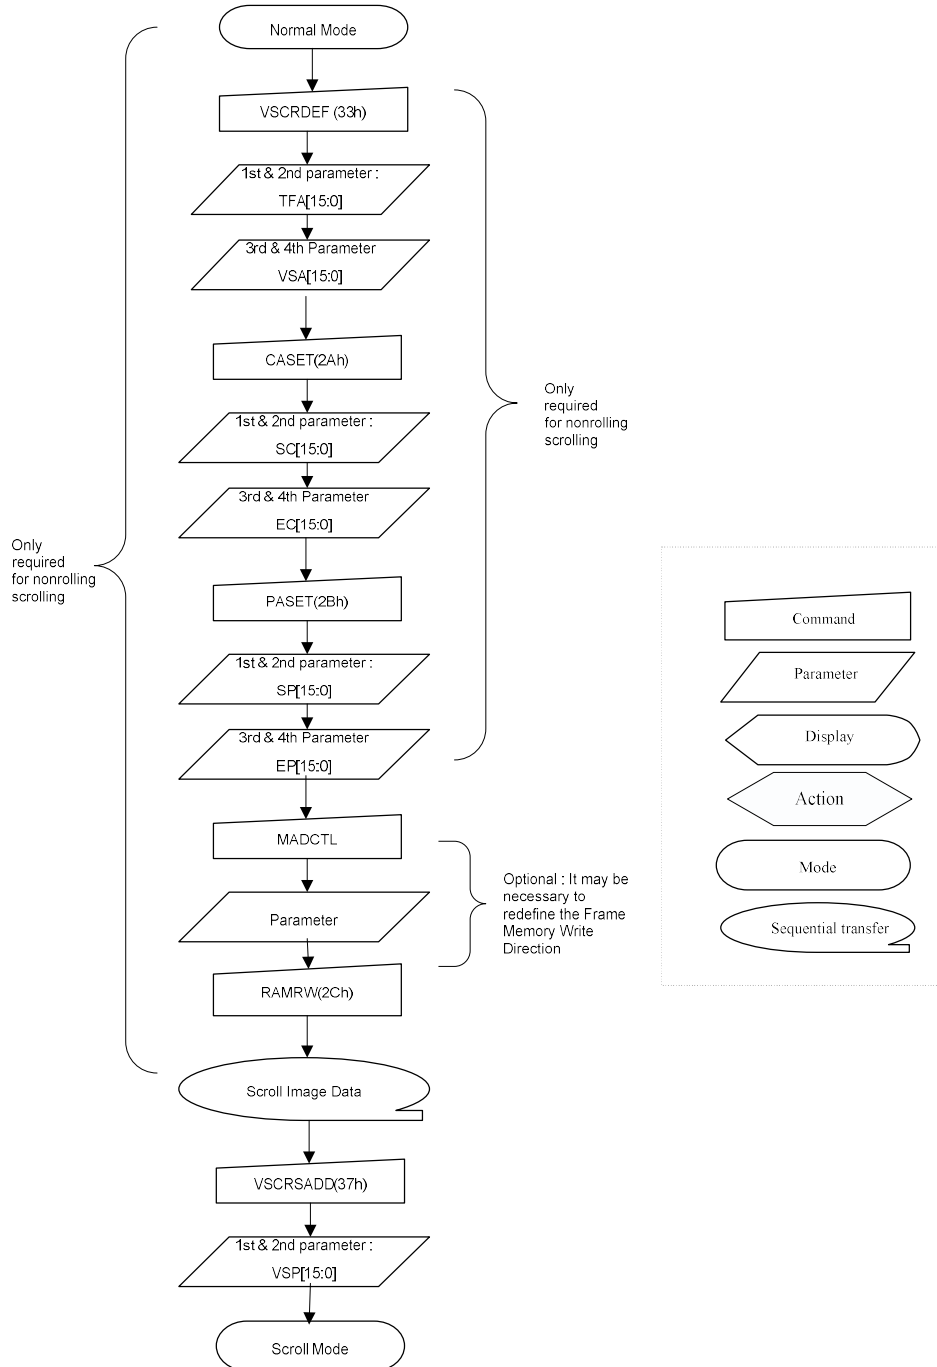 Normal Mode
VSCRDEF (33h)
1st & 2nd parameter :
TFA[15:0]
3rd & 4th Parameter
VSA[15:0]
CASET(2Ah)
1st & 2nd parameter :
SC[15:0]
3rd & 4th Parameter
EC[15:0]
PASET(2Bh)
1st & 2nd parameter :
SP[15:0]
3rd & 4th Parameter
EP[15:0]
MADCTL
Parameter
RAMRW(2Ch)
Scroll Image Data
VSCRSADD(37h)
1st & 2nd parameter :
VSP[15:0]
Scroll Mode
Only
required
for nonrolling
scrolling
Only
required
for nonrolling
scrolling
Optional : It may be
necessary to
redefine the Frame
Memory Write
Direction
Command
Parameter
Display
Action
Mode
Sequential transfer